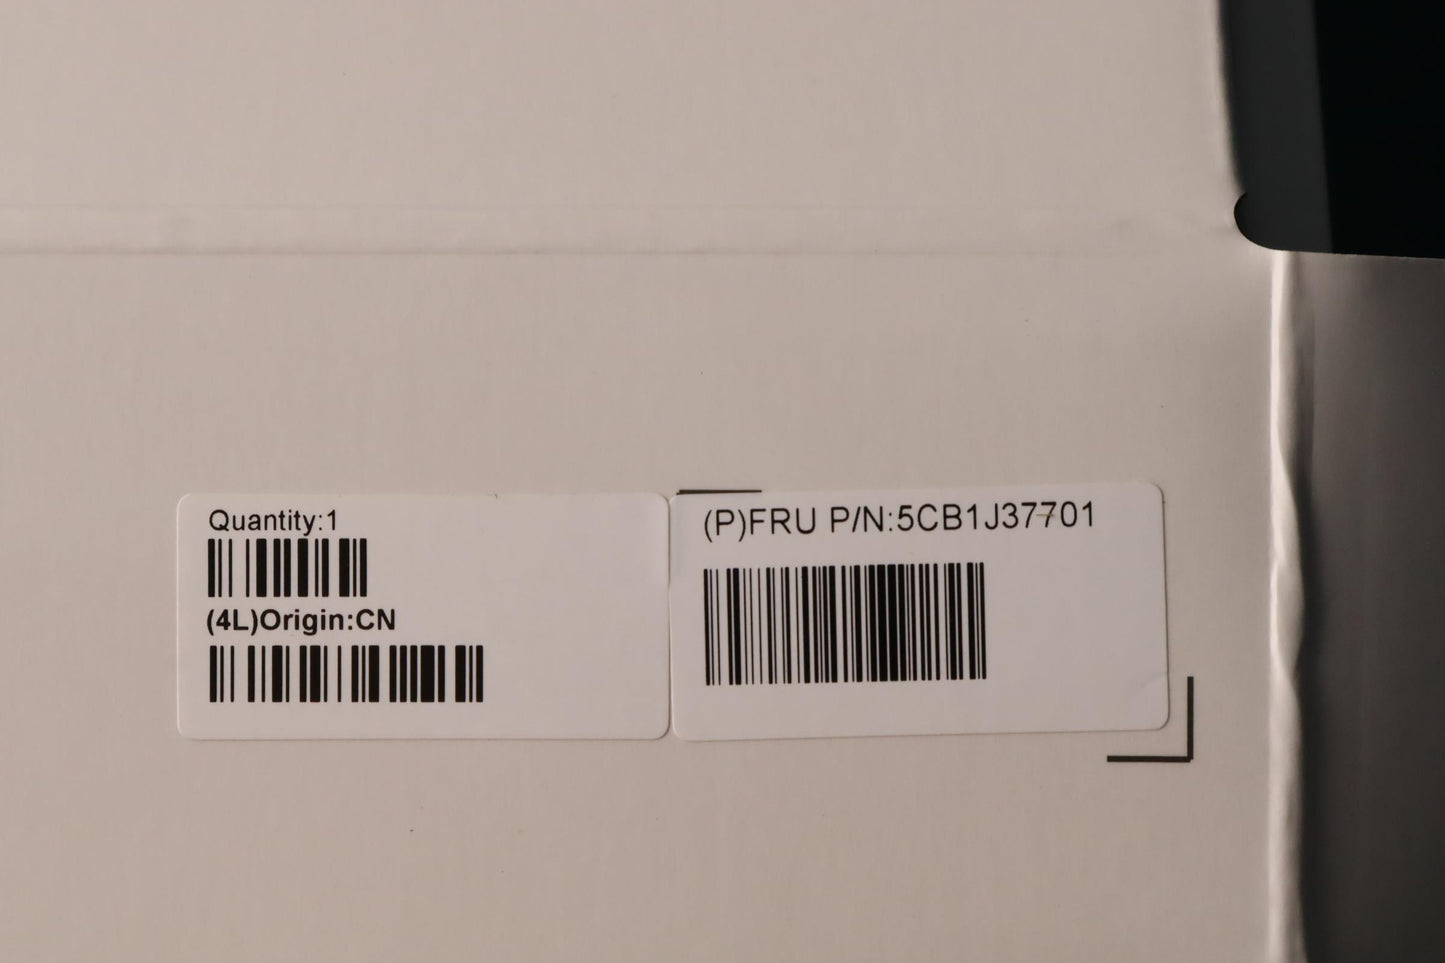 Quantity:1
(4L)Origin:CN
(P)FRU P/N:5CB1J37701